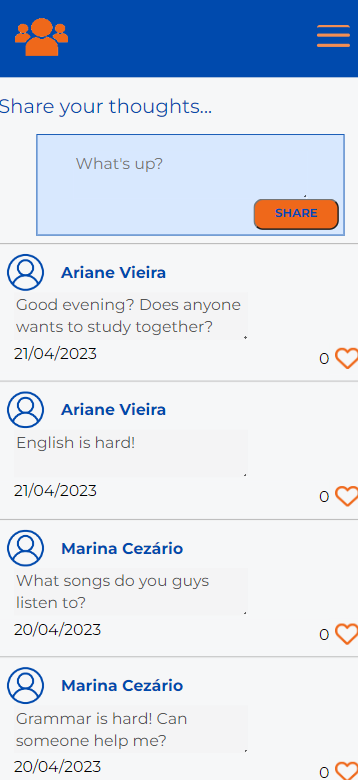 Share your thoughts...
What's up?
SHARE
Ariane Vieira
Good evening? Does anyone
wants to study together?
21/04/2023
0
Ariane Vieira
English is hard!
21/04/2023
0
Marina Cezário
What songs do you guys
listen to?
20/04/2023
0
Marina Cezário
Grammar is hard! Can
someone help me?
20/04/2023
0